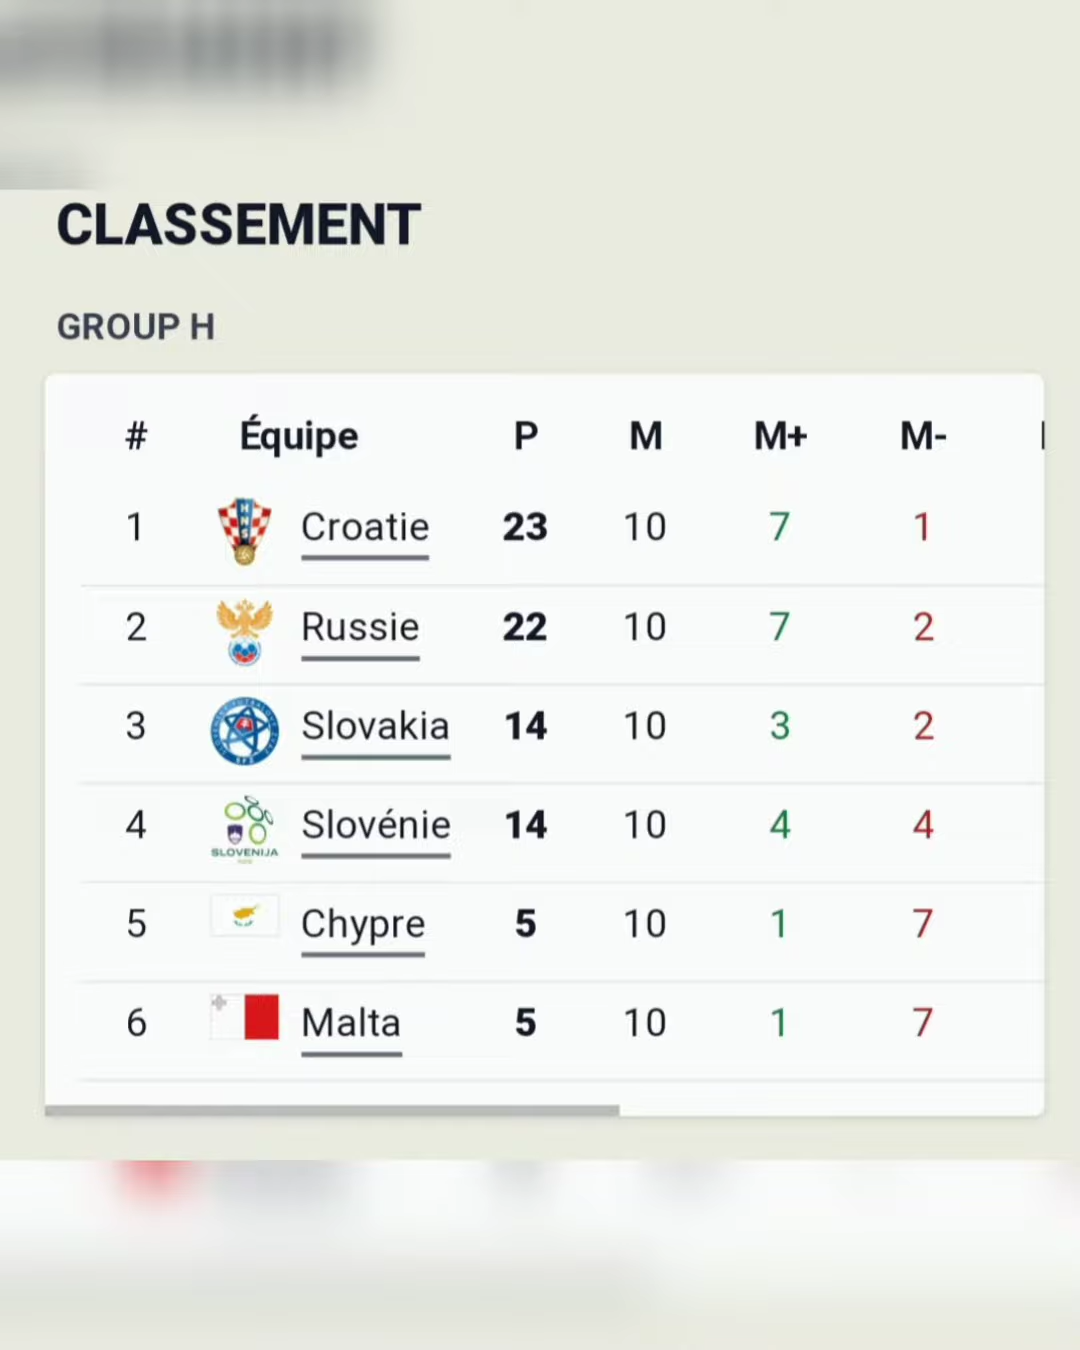 CLASSEMENT
GROUP H
# Équipe P M M+ M-
1 Croatie 23 10 7 1
2 Russie 22 10 7 2
3 Slovakia 14 10 3 2
4 SLOVENIJA Slovénie 14 10 4 4
5 Chypre 5 10 1 7
6 Malta 5 10 1 7